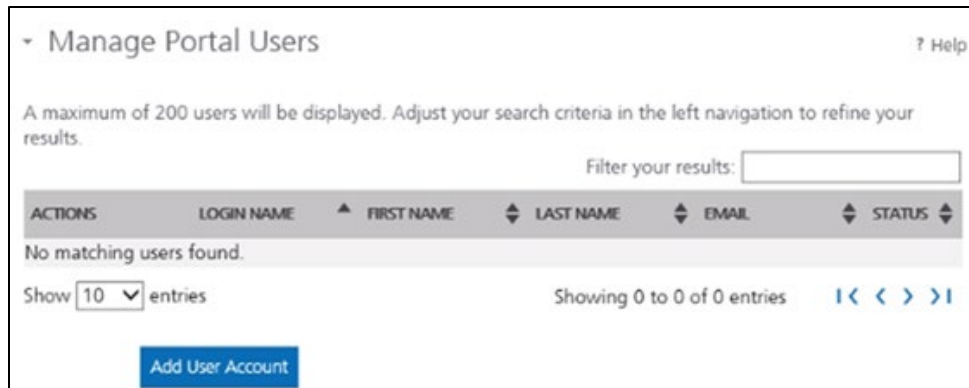 Manage Portal Users
? Help
A maximum of 200 users will be displayed. Adjust your search criteria in the left navigation to refine your
results.
Filter your results:
ACTIONS LOGIN NAME FIRST NAME LAST NAME EMAIL STATUS
No matching users found.
Show 10 entries Showing 0 to 0 of 0 entries
Add User Account